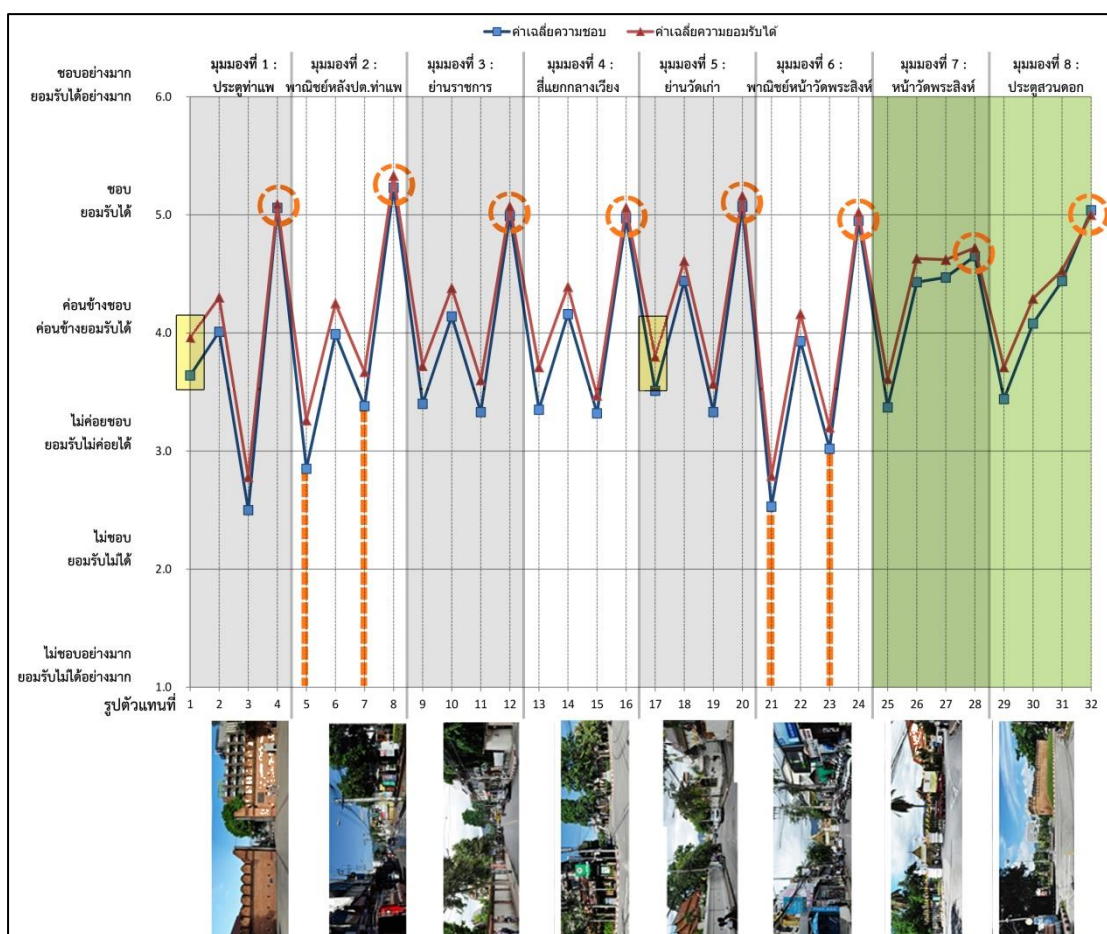 ค่าเฉลี่ยความชอบ ค่าเฉลี่ยความยอมรับได้
มุมมองที่ 1 : มุมมองที่ 2 : มุมมองที่ 3 : มุมมองที่ 4 : มุมมองที่ 5 : มุมมองที่ 6 : มุมมองที่ 7 : มุมมองที่ 8 :
ประตูท่าแพ พาณิชย์หลังปต.ท่าแพ ย่านราชการ สี่แยกกลางเวียง ย่านวัดเก่า พาณิชย์หน้าวัดพระสิงห์ หน้าวัดพระสิงห์ ประตูสวนดอก
ชอบอย่างมาก
ยอมรับได้อย่างมาก
6.0
ชอบ
ยอมรับได้
5.0
ค่อนข้างชอบ
ค่อนข้างยอมรับได้
4.0
ไม่ค่อยชอบ
ยอมรับไม่ค่อยได้
3.0
ไม่ชอบ
ยอมรับไม่ได้
2.0
ไม่ชอบอย่างมาก
ยอมรับไม่ได้อย่างมาก
1.0
รูปตัวแทนที่ 1 2 3 4 5 6 7 8 9 10 11 12 13 14 15 16 17 18 19 20 21 22 23 24 25 26 27 28 29 30 31 32